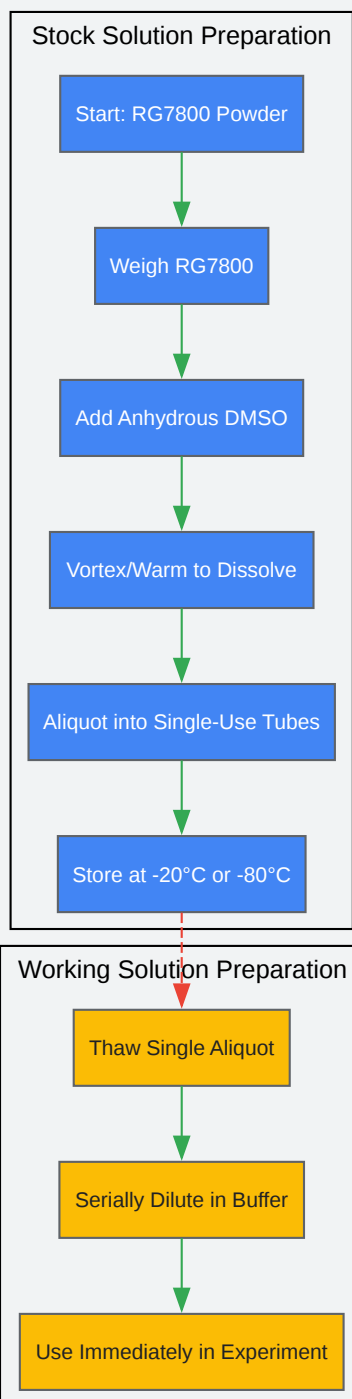 Stock Solution Preparation
Start: RG7800 Powder
Weigh RG7800
Add Anhydrous DMSO
Vortex/Warm to Dissolve
Aliquot into Single-Use Tubes
Store at -20°C or -80°C
Working Solution Preparation
Thaw Single Aliquot
Serially Dilute in Buffer
Use Immediately in Experiment